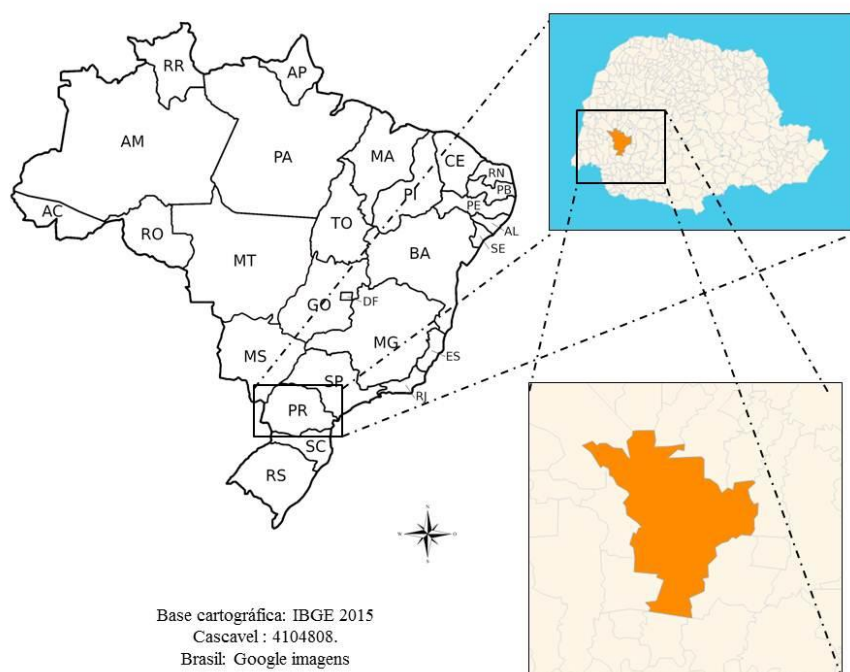 RR
AP
AM
PA
MA
CE
RN
PB
PI
PE
AC
AL
TO
SE
RO
BA
MT
GO
DF
MG
MS
ES
SP
RJ
PR
SC
RS
Base cartográfica: IBGE 2015
Cascavel : 4104808.
Brasil: Google imagens